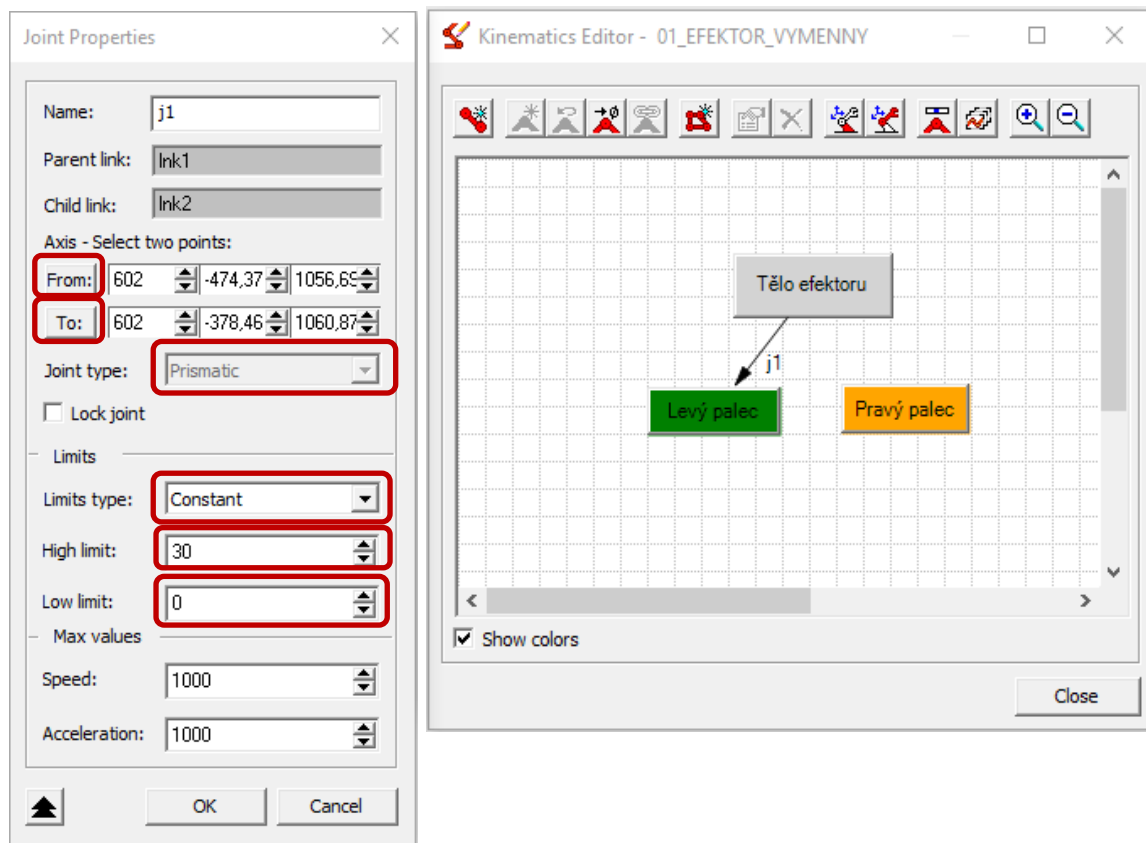 Joint Properties
Name: j1
Parent link: lnk1
Child link: lnk2
Axis - Select two points:
From: 602 -474,37 1056,69
To: 602 -378,46 1060,87
Joint type: Prismatic
Lock joint
Limits
Limits type: Constant
High limit: 30
Low limit: 0
Max values
Speed: 1000
Acceleration: 1000
OK Cancel
Kinematics Editor - 01_EFEKTOR_VYMENNY
Tělo efektoru
j1
Levý palec Pravý palec
Show colors
Close